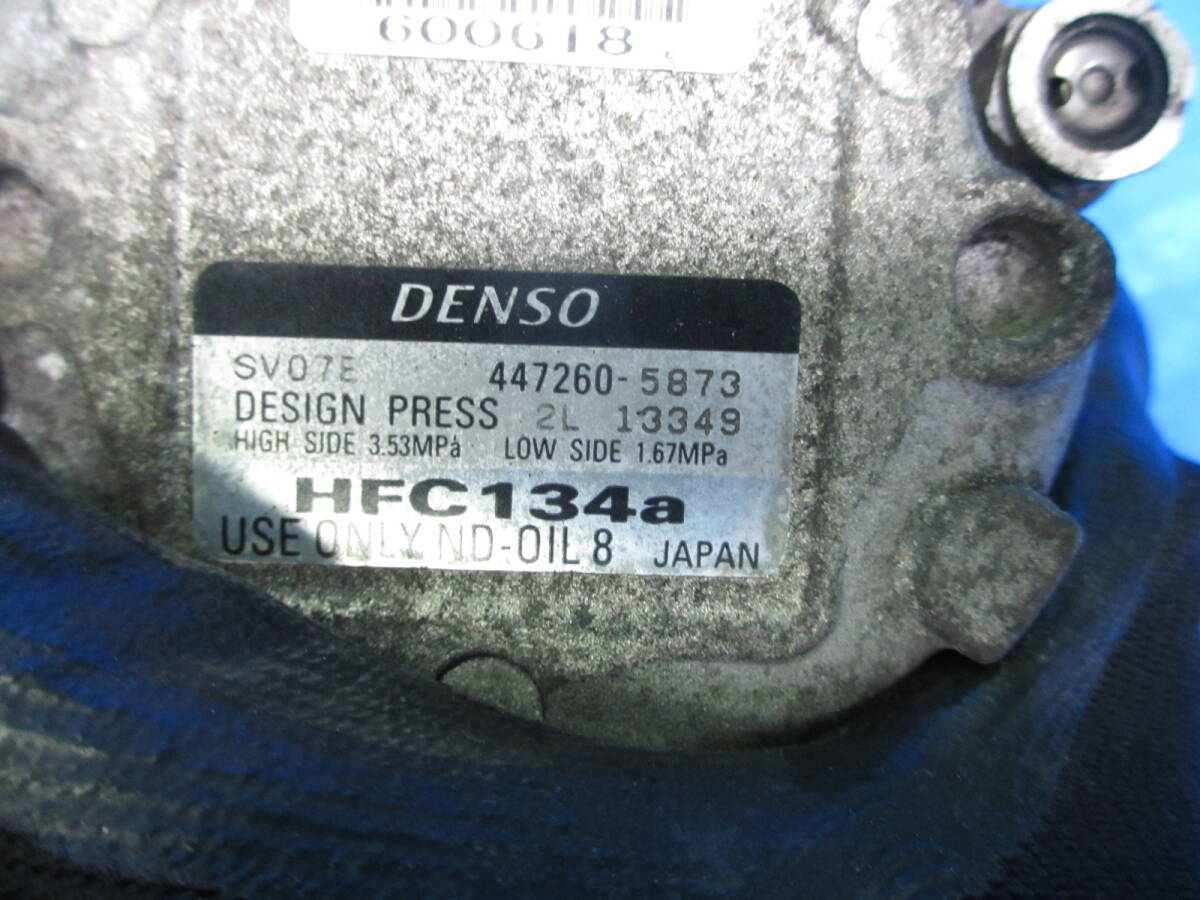 600618
DENSO
SV07E 447260-5873
DESIGN PRESS 2L 13349
HIGH SIDE 3.53MPa LOW SIDE 1.67MPa
HFC134a
USE ONLY ND-OIL 8 JAPAN